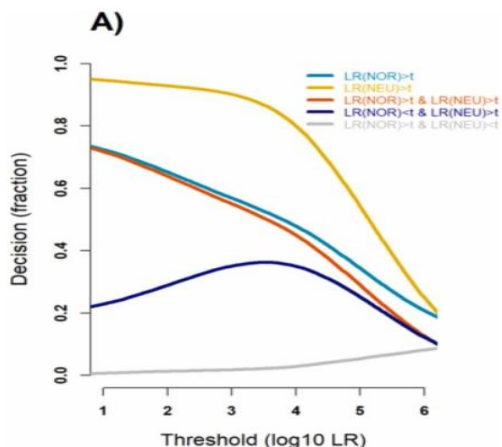 A)
LR(NOR)>t
LR(NEU)>t
LR(NOR)>t & LR(NEU)>t
LR(NOR)<t & LR(NEU)>t
LR(NOR)>t & LR(NEU)<t
Decision (fraction)
1.0
0.8
0.6
0.4
0.2
0.0
1 2 3 4 5 6
Threshold (log10 LR)